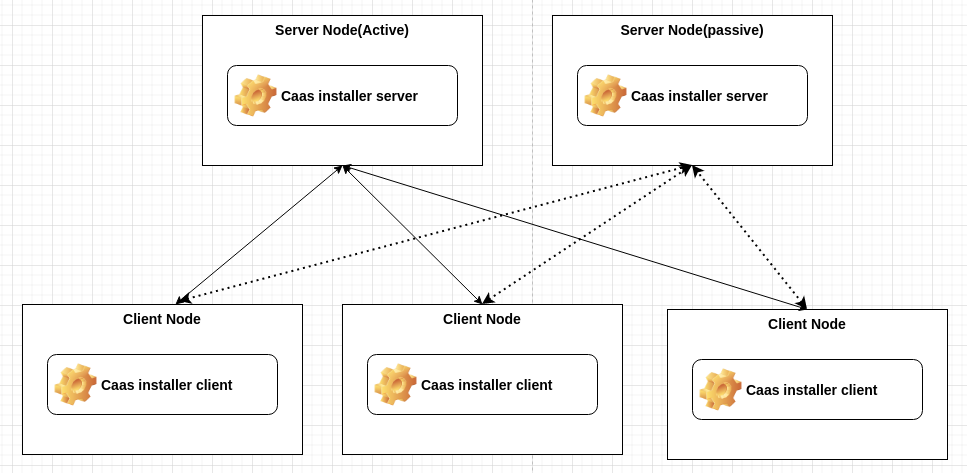 Server Node(Active)
Server Node(passive)
Caas installer server
Caas installer server
Client Node
Client Node
Client Node
Caas installer client
Caas installer client
Caas installer client